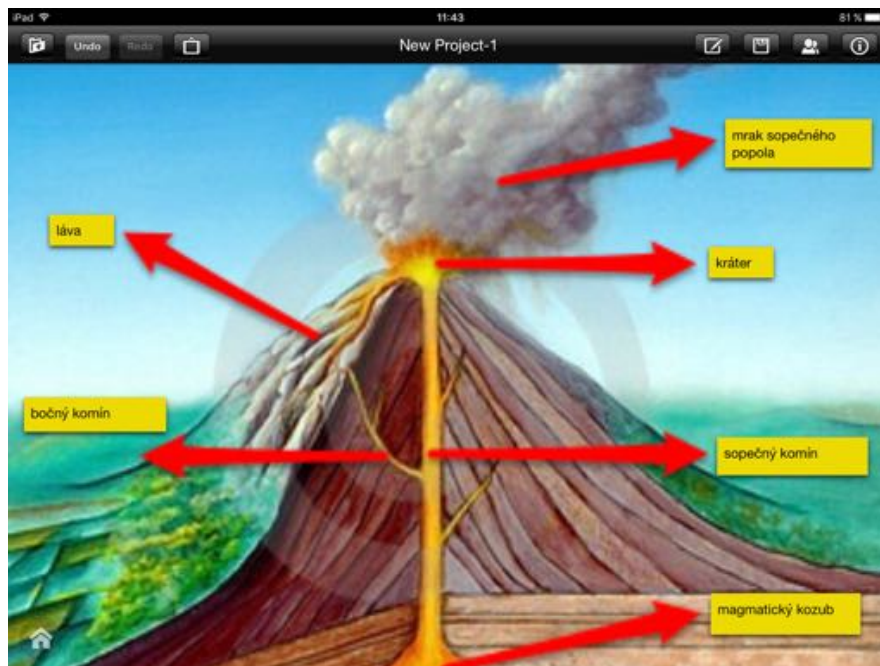 iPad 11:43 81 %
Undo Redo New Project-1
mrak sopečného
popola
láva
kráter
bočný komín
sopečný komín
magmatický kozub